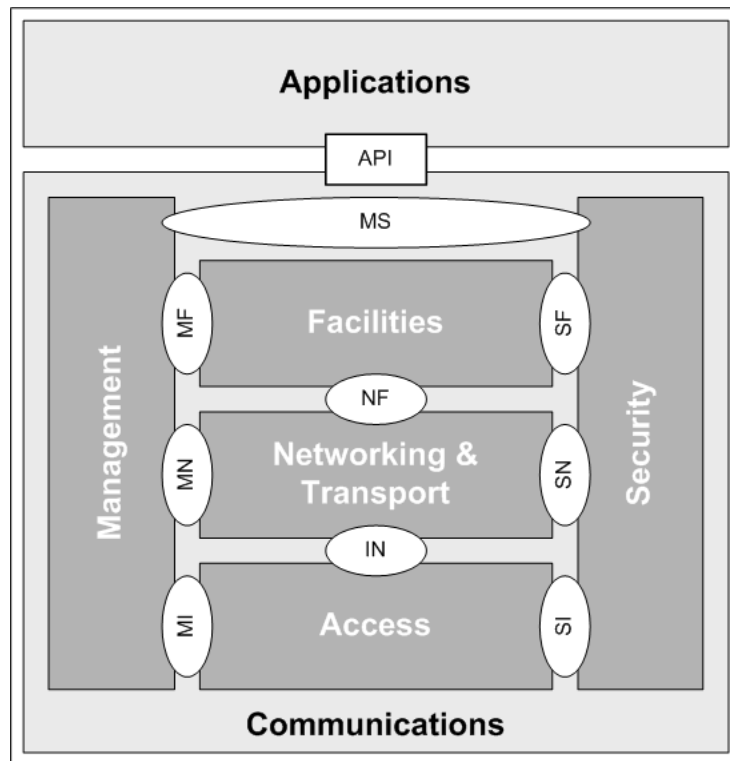 Applications
API
MS
Management
MF
Facilities
SF
Security
NF
MN
Networking &
Transport
SN
IN
MI
Access
SI
Communications